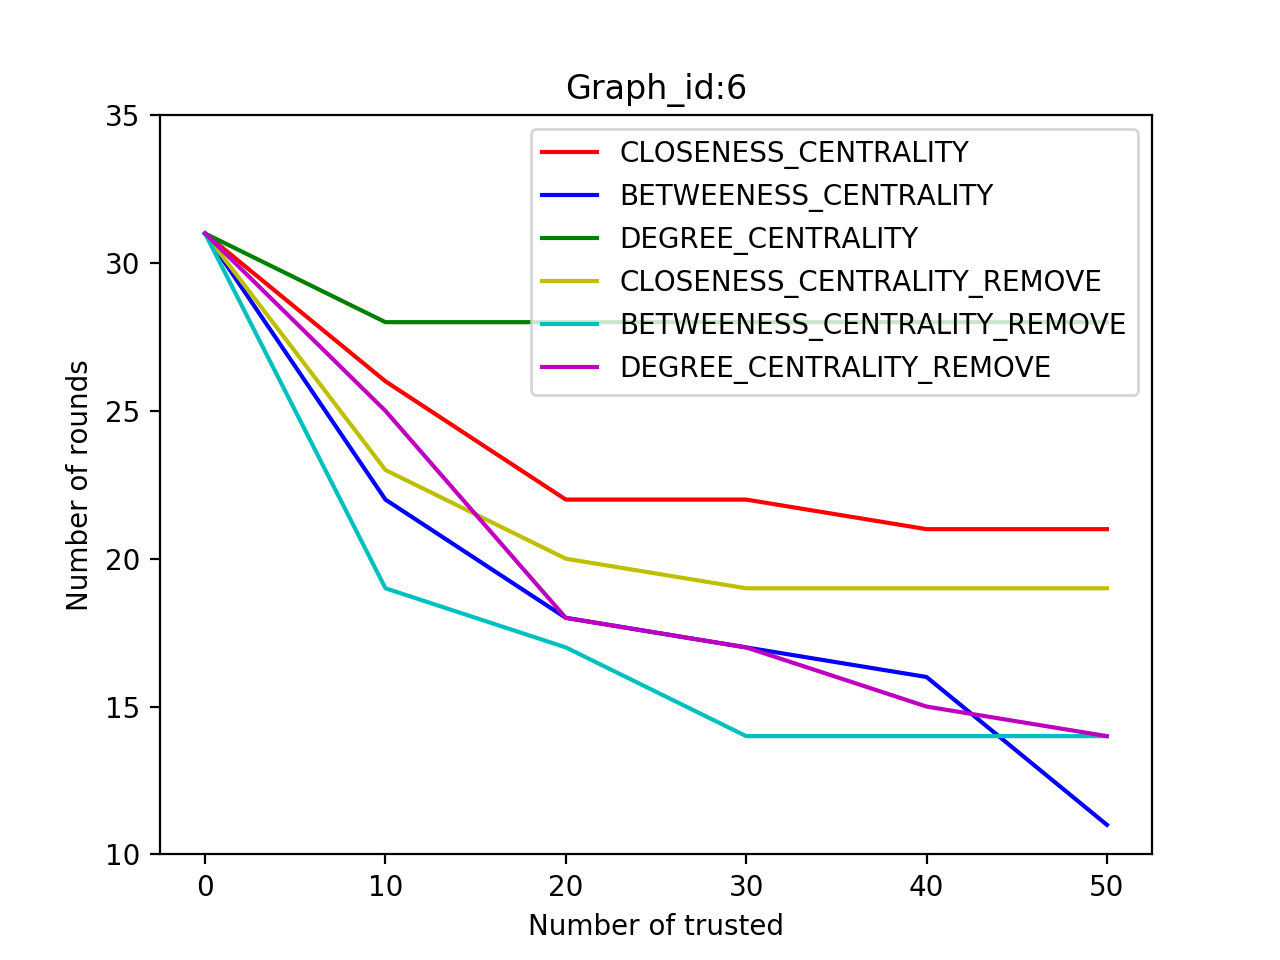 Graph_id:6
35
30
25
20
15
10
Number of rounds
CLOSENESS_CENTRALITY
BETWEENESS_CENTRALITY
DEGREE_CENTRALITY
CLOSENESS_CENTRALITY_REMOVE
BETWEENESS_CENTRALITY_REMOVE
DEGREE_CENTRALITY_REMOVE
0 10 20 30 40 50
Number of trusted